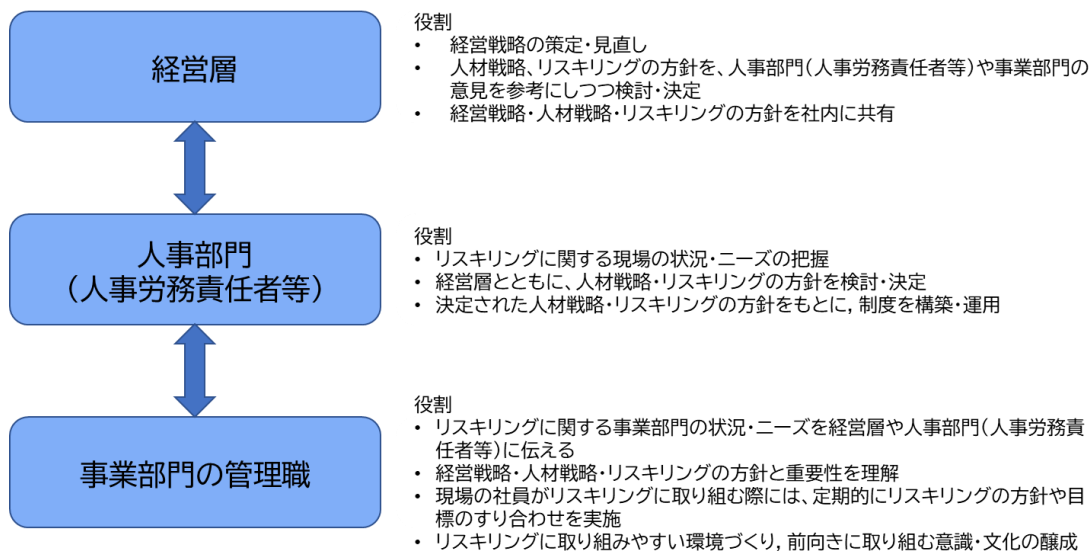 経営層
役割
• 経営戦略の策定・見直し
• 人材戦略、リスキリングの方針を、人事部門(人事労務責任者等)や事業部門の
意見を参考にしつつ検討・決定
• 経営戦略・人材戦略・リスキリングの方針を社内に共有
人事部門
(人事労務責任者等)
役割
• リスキリングに関する現場の状況・ニーズの把握
• 経営層とともに、人材戦略・リスキリングの方針を検討・決定
• 決定された人材戦略・リスキリングの方針をもとに, 制度を構築・運用
事業部門の管理職
役割
• リスキリングに関する事業部門の状況・ニーズを経営層や人事部門(人事労務責
任者等)に伝える
• 経営戦略・人材戦略・リスキリングの方針と重要性を理解
• 現場の社員がリスキリングに取り組む際には、定期的にリスキリングの方針や目
標のすり合わせを実施
• リスキリングに取り組みやすい環境づくり, 前向きに取り組む意識・文化の醸成